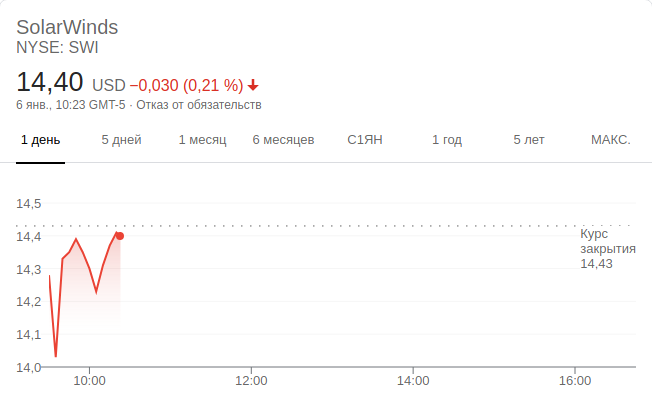 SolarWinds
NYSE: SWI
14,40 USD −0,030 (0,21 %)
6 янв., 10:23 GMT-5 · Отказ от обязательств
1 день 5 дней 1 месяц 6 месяцев С1ЯН 1 год 5 лет МАКС.
14,5
14,4
14,3
14,2
14,1
14,0
Курс
закрытия
14,43
10:00 12:00 14:00 16:00